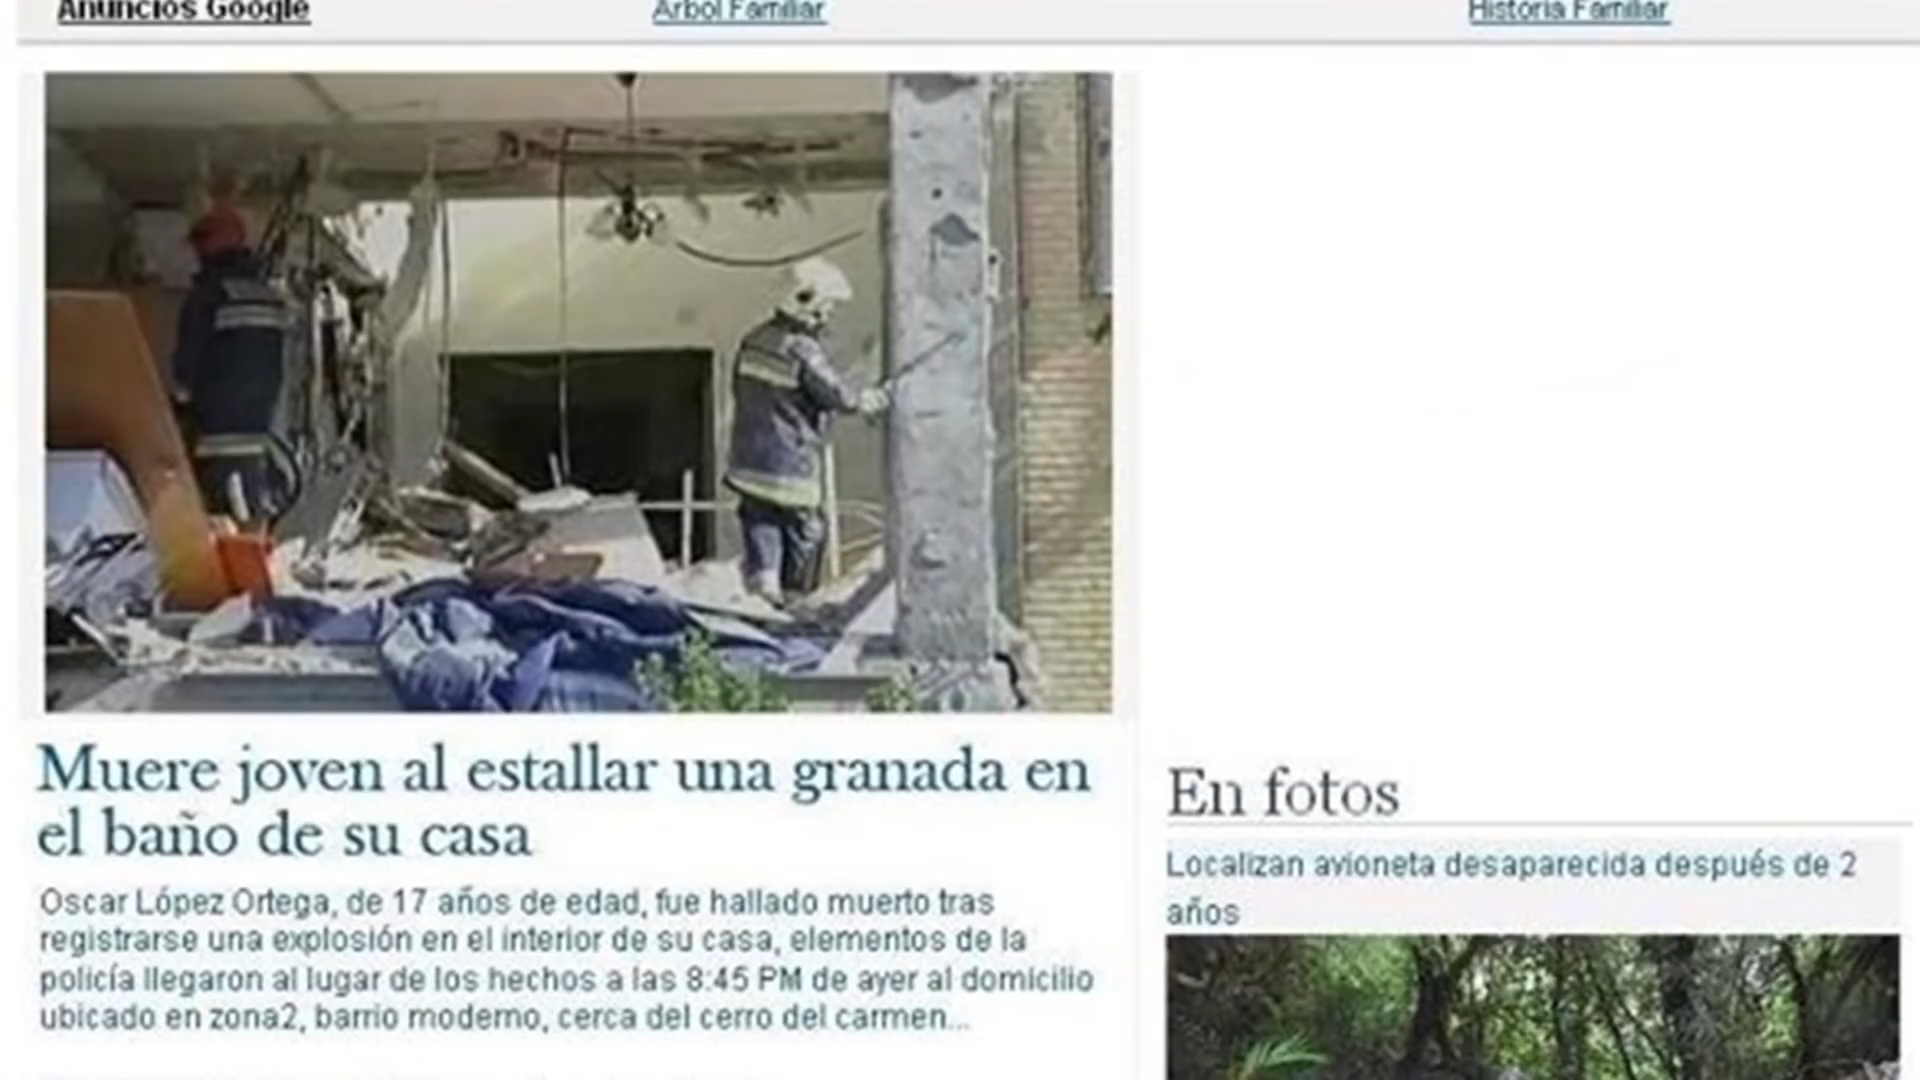 Anuncios Google
Árbol Familiar
Historia Familiar
Muere joven al estallar una granada en
el baño de su casa
Oscar López Ortega, de 17 años de edad, fue hallado muerto tras
registrarse una explosión en el interior de su casa, elementos de la
policía llegaron al lugar de los hechos a las 8:45 PM de ayer al domicilio
ubicado en zona2, barrio moderno, cerca del cerro del carmen...
En fotos
Localizan avioneta desaparecida después de 2
años